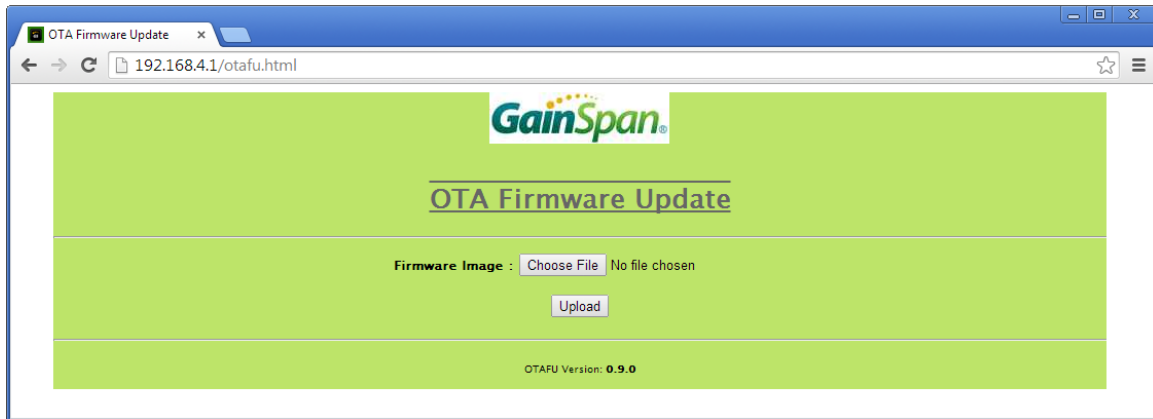 OTA Firmware Update
192.168.4.1/otafu.html
GainSpan®
OTA Firmware Update
Firmware Image : Choose File No file chosen
Upload
OTAFU Version: 0.9.0